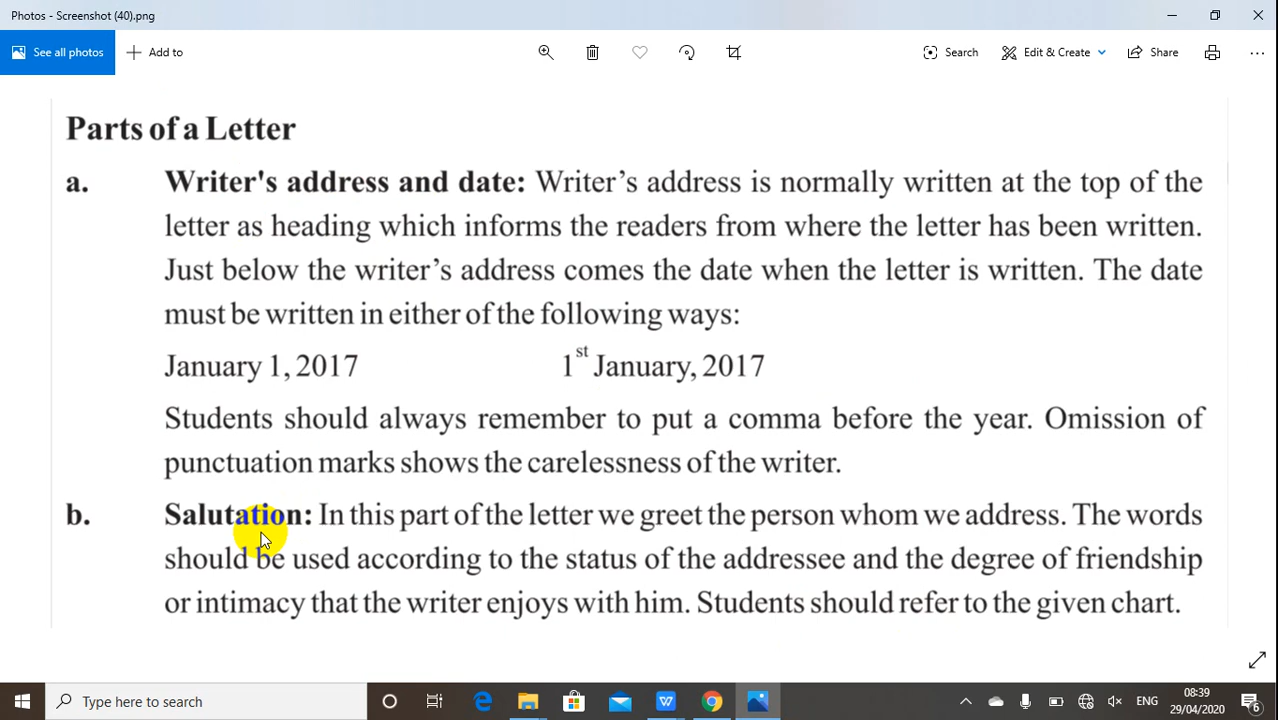 Photos - Screenshot (40).png
See all photos
Add to
Search
Edit & Create
Share
Parts of a Letter
a. Writer's address and date: Writer’s address is normally written at the top of the
letter as heading which informs the readers from where the letter has been written.
Just below the writer’s address comes the date when the letter is written. The date
must be written in either of the following ways:
January 1, 2017 1st January, 2017
Students should always remember to put a comma before the year. Omission of
punctuation marks shows the carelessness of the writer.
b. Salutation: In this part of the letter we greet the person whom we address. The words
should be used according to the status of the addressee and the degree of friendship
or intimacy that the writer enjoys with him. Students should refer to the given chart.
Type here to search
ENG
08:39
29/04/2020
6